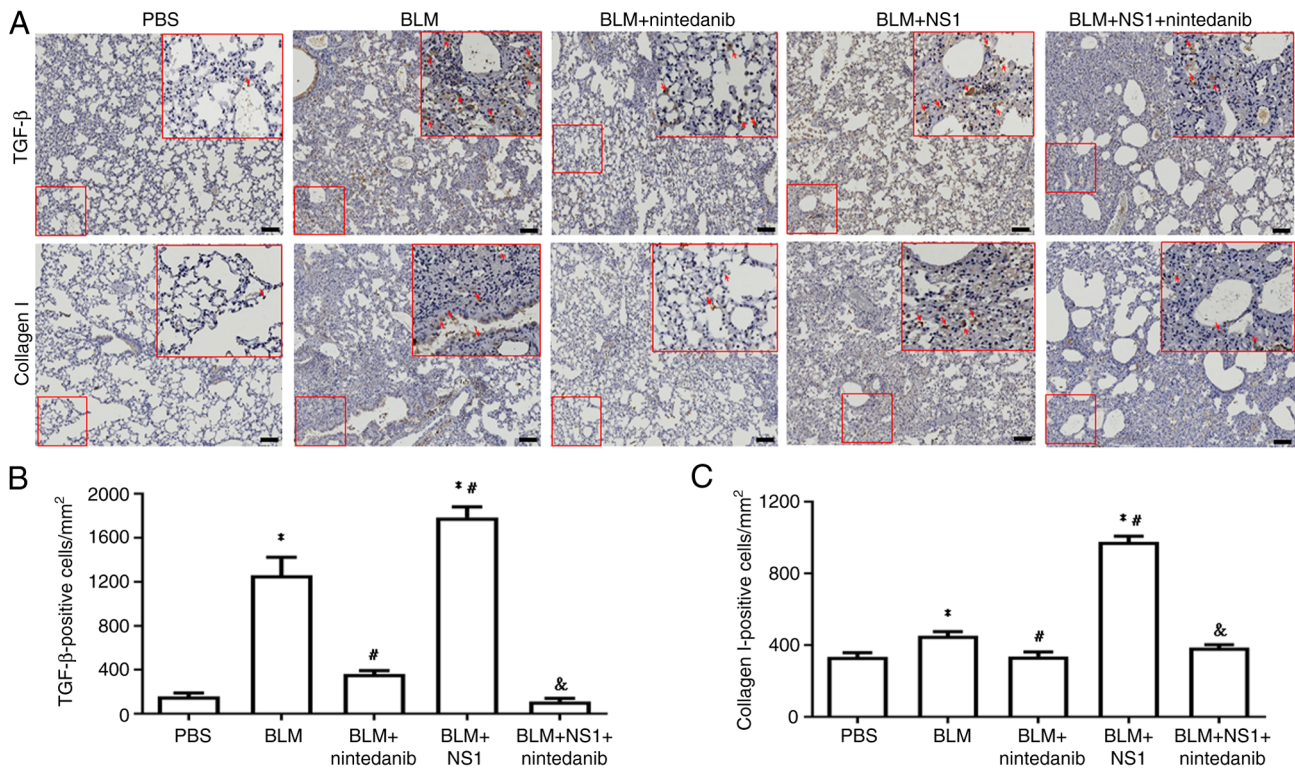 A
PBS
BLM
BLM+nintedanib
BLM+NS1
BLM+NS1+nintedanib
TGF-β
Collagen I
B
TGF-β-positive cells/mm²
2000
1600
1200
800
400
0
*
#
* #
&
PBS
BLM
BLM+
nintedanib
BLM+
NS1
BLM+NS1+
nintedanib
C
Collagen I-positive cells/mm²
1200
800
400
0
*
#
* #
&
PBS
BLM
BLM+
nintedanib
BLM+
NS1
BLM+NS1+
nintedanib